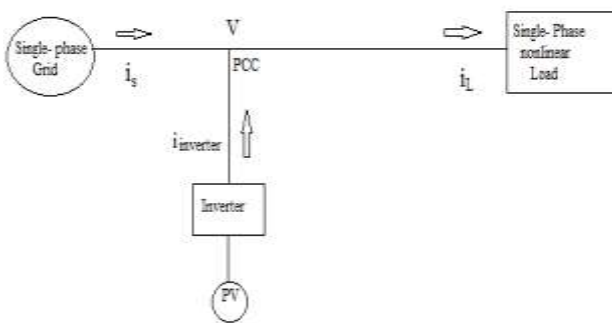 Single- phase
Grid
V
Single- Phase
nonlinear
Load
PCC
i_s
i_L
i_inverter
Inverter
PV